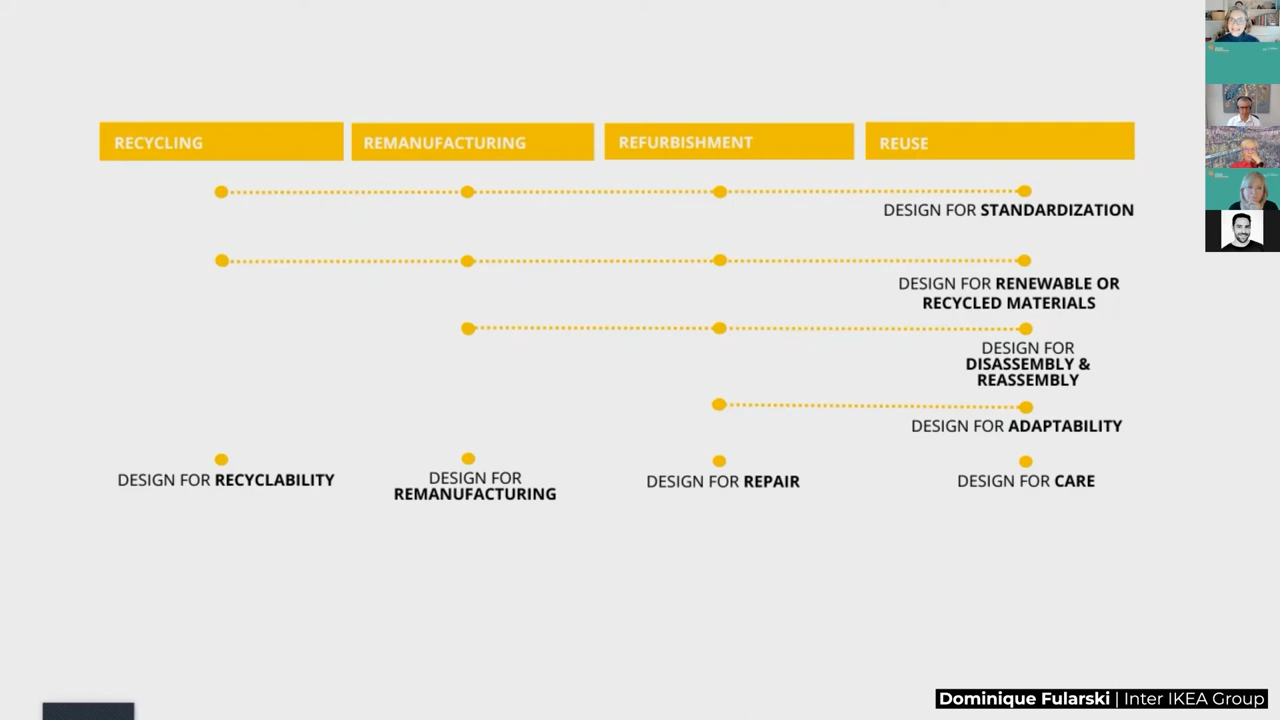 RECYCLING
REMANUFACTURING
REFURBISHMENT
REUSE
DESIGN FOR STANDARDIZATION
DESIGN FOR RENEWABLE OR
RECYCLED MATERIALS
DESIGN FOR
DISASSEMBLY &
REASSEMBLY
DESIGN FOR ADAPTABILITY
DESIGN FOR RECYCLABILITY
DESIGN FOR
REMANUFACTURING
DESIGN FOR REPAIR
DESIGN FOR CARE
Dominique Fularski | Inter IKEA Group